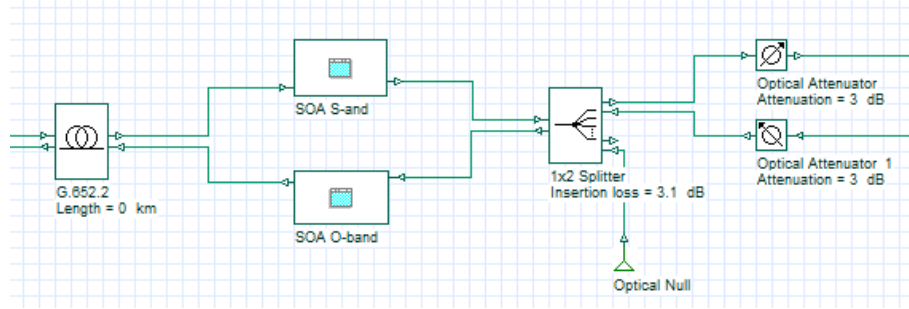 SOA S-and
Optical Attenuator
Attenuation = 3  dB
G.652.2
Length = 0  km
1x2 Splitter
Insertion loss = 3.1  dB
Optical Attenuator 1
Attenuation = 3  dB
SOA O-band
Optical Null